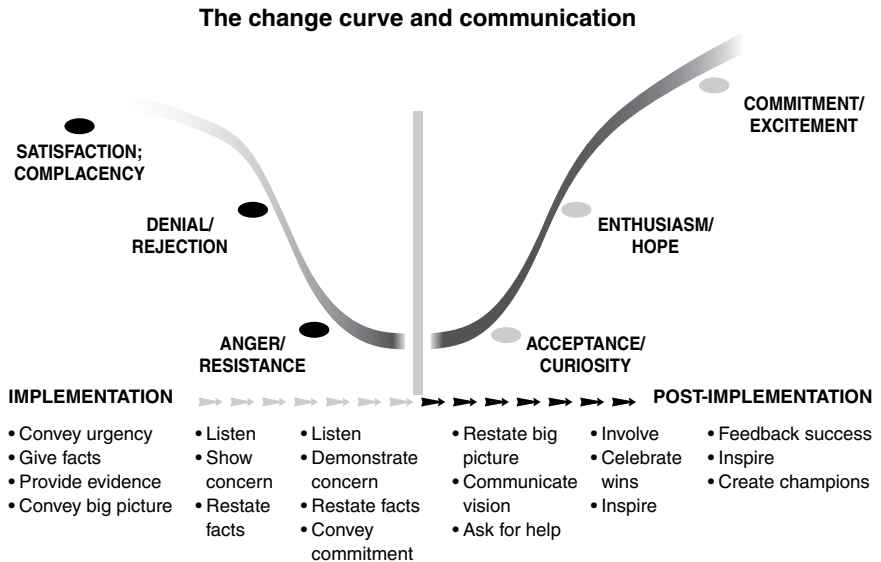 The change curve and communication
SATISFACTION;
COMPLACENCY
DENIAL/
REJECTION
ANGER/
RESISTANCE
ACCEPTANCE/
CURIOSITY
ENTHUSIASM/
HOPE
COMMITMENT/
EXCITEMENT
IMPLEMENTATION
POST-IMPLEMENTATION
• Convey urgency
• Give facts
• Provide evidence
• Convey big picture
• Listen
• Show
concern
• Restate
facts
• Listen
• Demonstrate
concern
• Restate facts
• Convey
commitment
• Restate big
picture
• Communicate
vision
• Ask for help
• Involve
• Celebrate
wins
• Inspire
• Feedback success
• Inspire
• Create champions